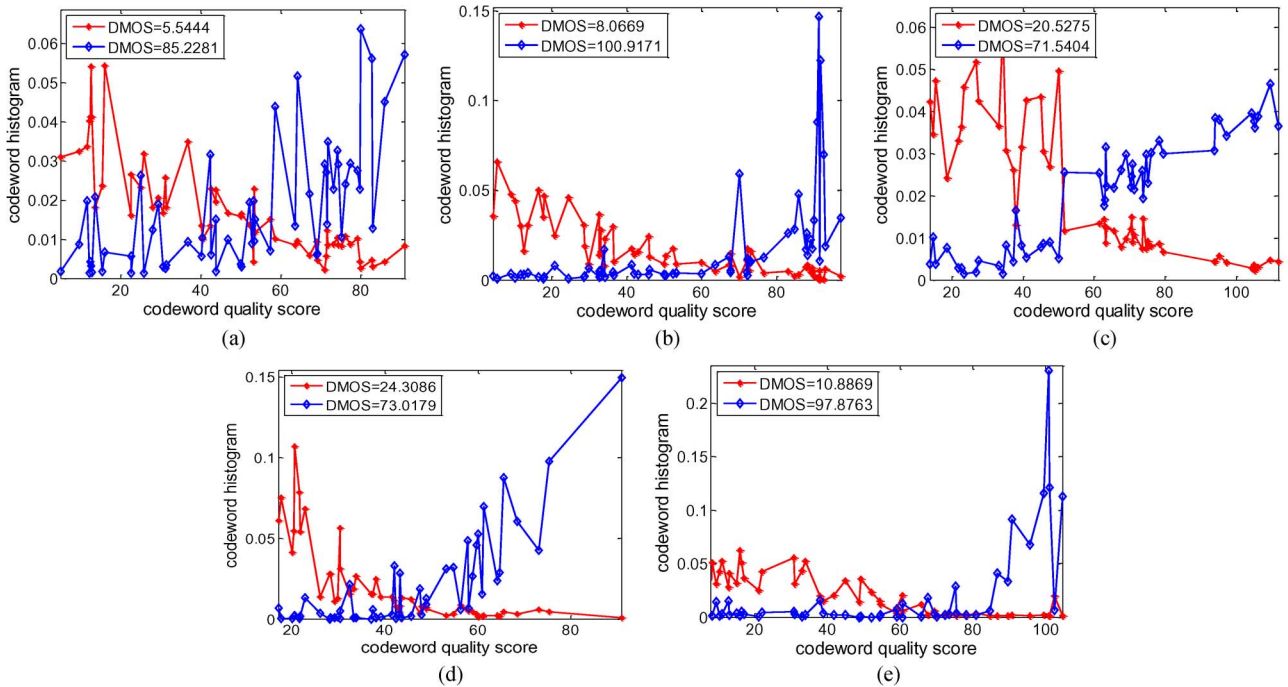 DMOS=5.5444
DMOS=85.2281
0.06
0.05
0.04
0.03
0.02
0.01
0
20
40
60
80
codeword histogram
codeword quality score
(a)
DMOS=8.0669
DMOS=100.9171
0.15
0.1
0.05
0
20
40
60
80
codeword histogram
codeword quality score
(b)
DMOS=20.5275
DMOS=71.5404
0.06
0.05
0.04
0.03
0.02
0.01
0
20
40
60
80
100
codeword histogram
codeword quality score
(c)
DMOS=24.3086
DMOS=73.0179
0.15
0.1
0.05
0
20
30
40
50
60
70
80
codeword histogram
codeword quality score
(d)
DMOS=10.8869
DMOS=97.8763
0.2
0.15
0.1
0.05
0
20
40
60
80
100
codeword histogram
codeword quality score
(e)